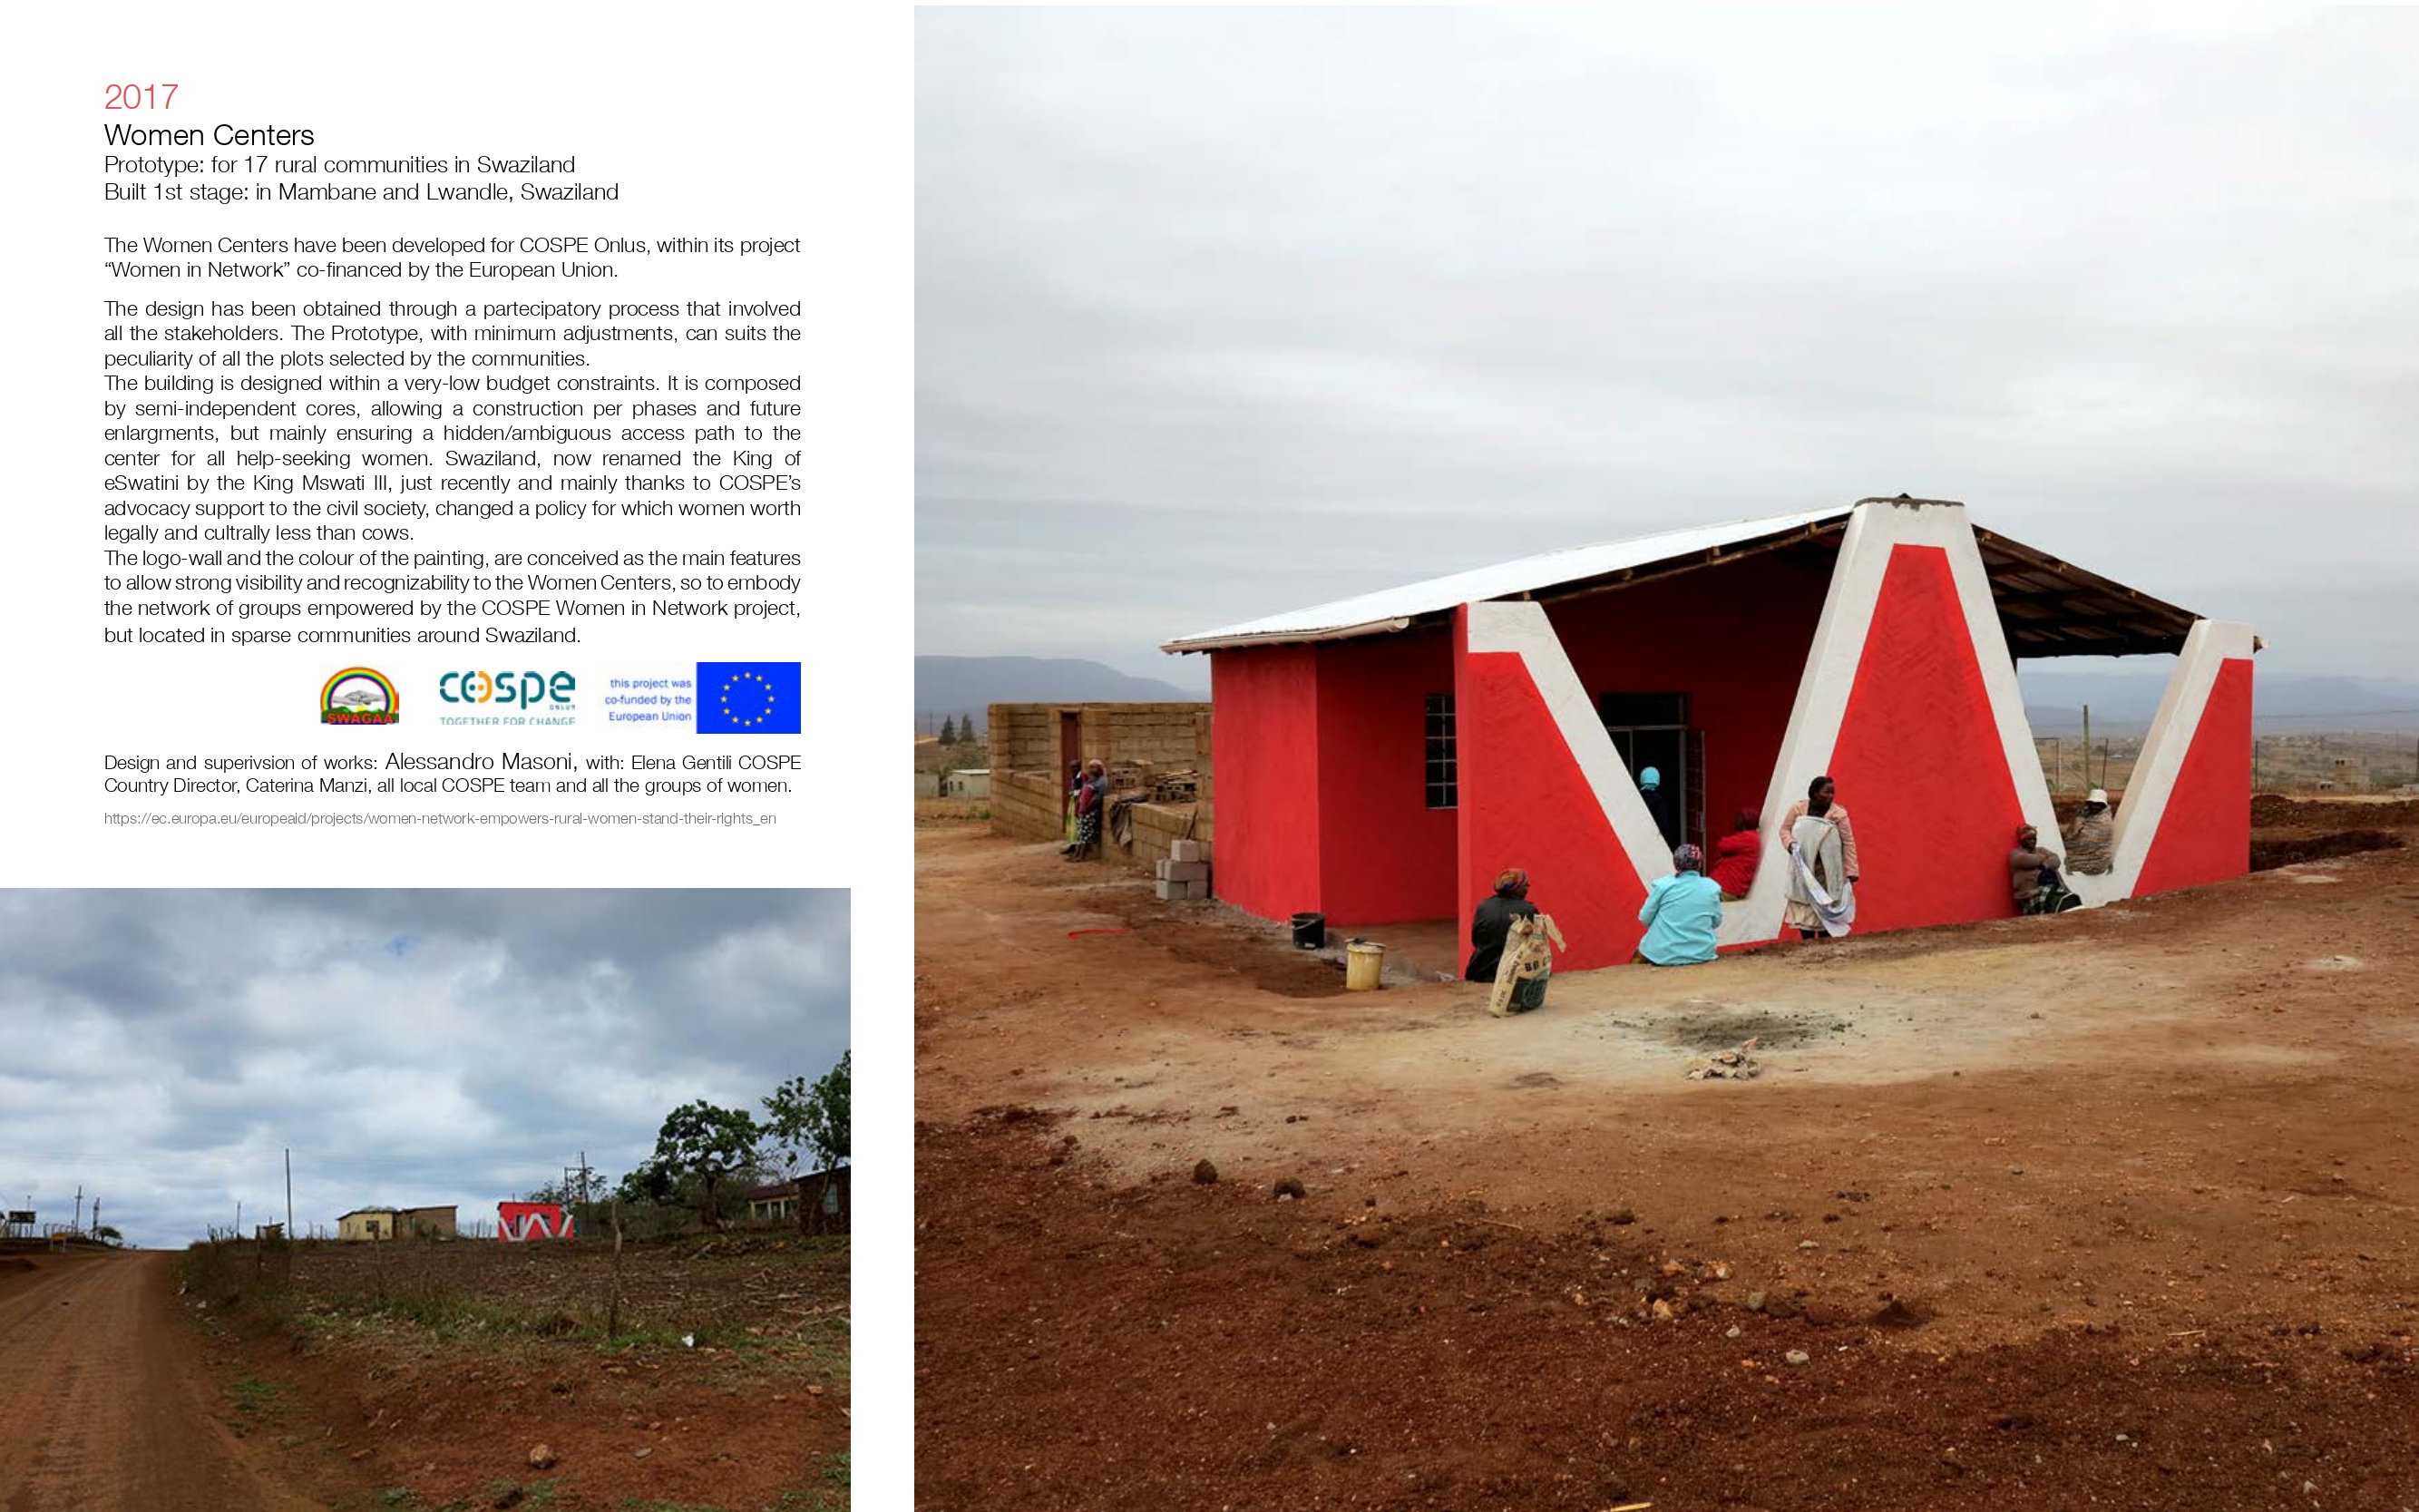 2017
Women Centers
Prototype: for 17 rural communities in Swaziland
Built 1st stage: in Mambane and Lwandle, Swaziland
The Women Centers have been developed for COSPE Onlus, within its project
“Women in Network” co-financed by the European Union.
The design has been obtained through a partecipatory process that involved
all the stakeholders. The Prototype, with minimum adjustments, can suits the
peculiarity of all the plots selected by the communities.
The building is designed within a very-low budget constraints. It is composed
by semi-independent cores, allowing a construction per phases and future
enlargments, but mainly ensuring a hidden/ambiguous access path to the
center for all help-seeking women. Swaziland, now renamed the King of
eSwatini by the King Mswati III, just recently and mainly thanks to COSPE’s
advocacy support to the civil society, changed a policy for which women worth
legally and cultrally less than cows.
The logo-wall and the colour of the painting, are conceived as the main features
to allow strong visibility and recognizability to the Women Centers, so to embody
the network of groups empowered by the COSPE Women in Network project,
but located in sparse communities around Swaziland.
SWAGAA
cospe
ONLUS
TOGETHER FOR CHANGE
this project was
co-funded by the
European Union
Design and superivsion of works: Alessandro Masoni, with: Elena Gentili COSPE
Country Director, Caterina Manzi, all local COSPE team and all the groups of women.
https://ec.europa.eu/europeaid/projects/women-network-empowers-rural-women-stand-their-rights_en
W
W